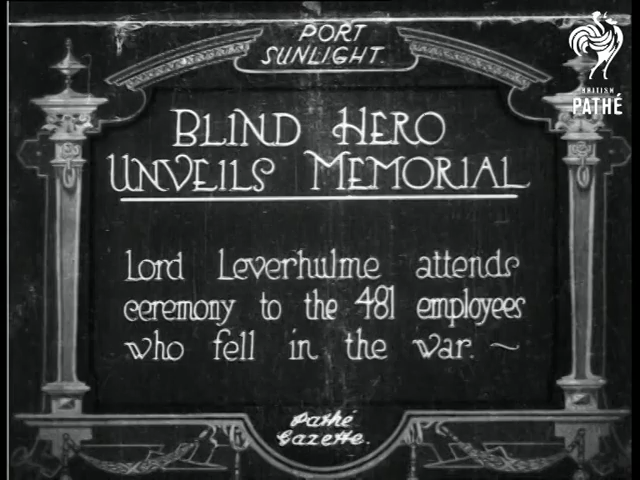 PORT
SUNLIGHT.
BRITISH
PATHÉ
BLIND HERO
UNVEILS MEMORIAL
Lord Leverhulme attends
ceremony to the 481 employees
who fell in the war. ~
Pathé
Gazette.